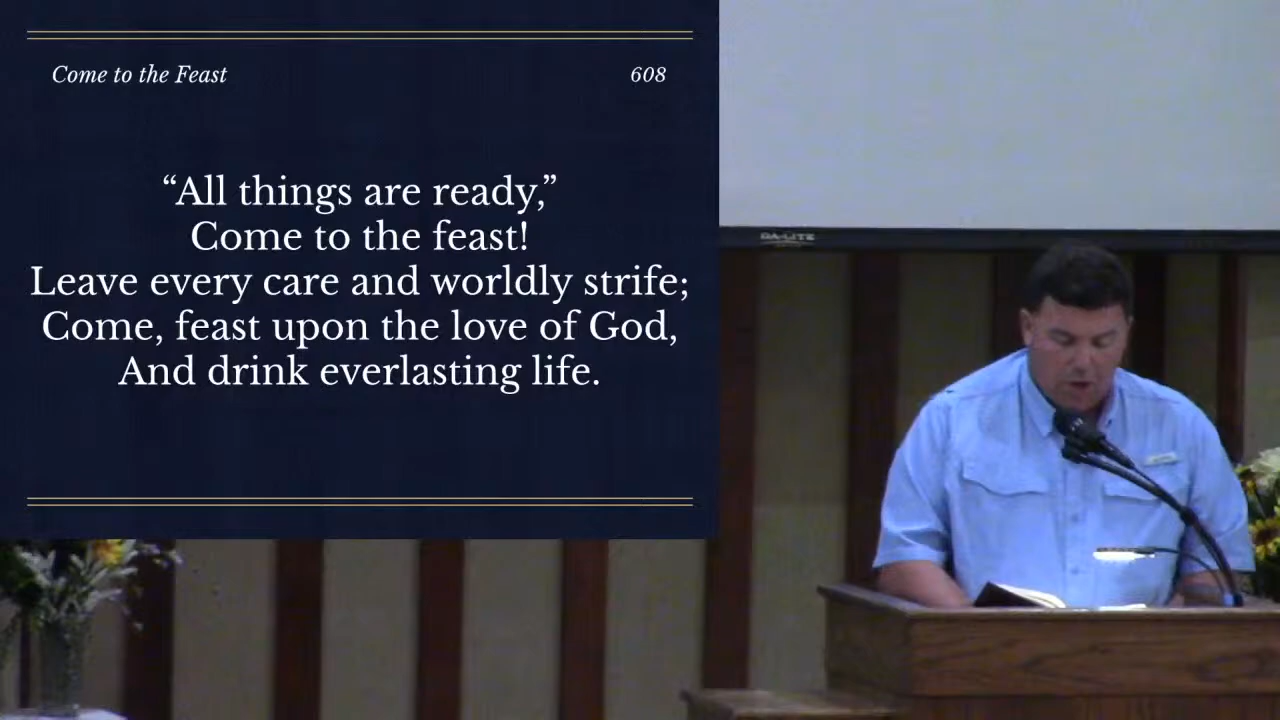 Come to the Feast
608
“All things are ready,”
Come to the feast!
Leave every care and worldly strife;
Come, feast upon the love of God,
And drink everlasting life.
DA-LITE